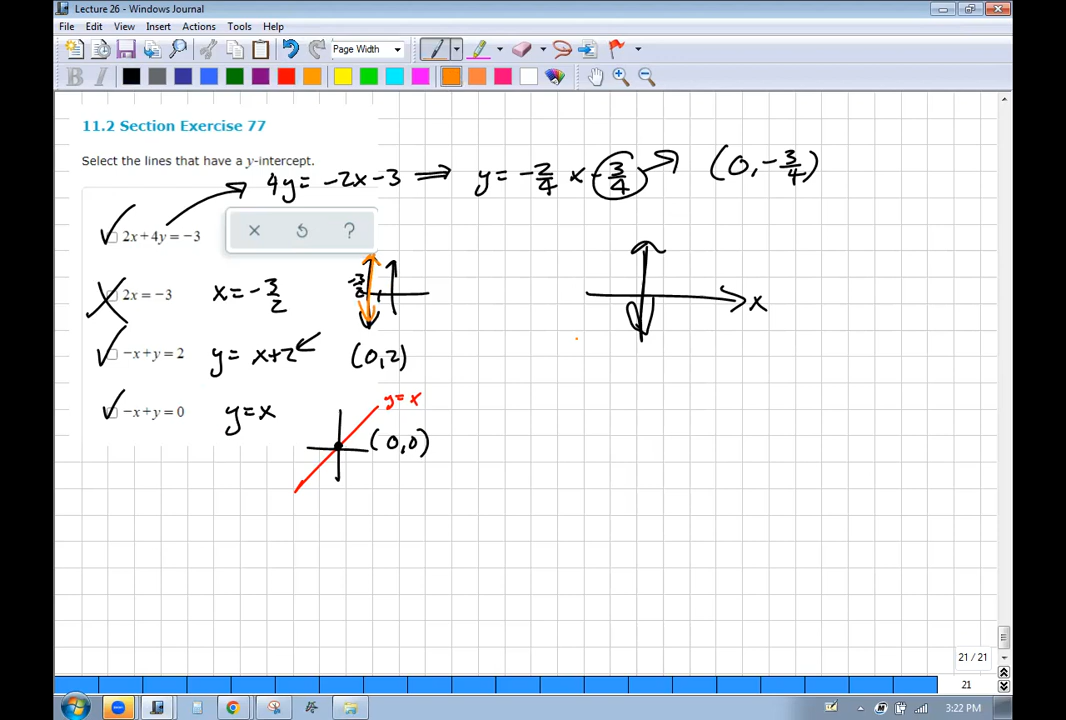 Lecture 26 - Windows Journal
File Edit View Insert Actions Tools Help
Page Width
B I
11.2 Section Exercise 77
Select the lines that have a y-intercept.
4y = -2x - 3 ⟹ y = -2/4 x - 3/4 (0, -3/4)
2x + 4y = -3
× ?
2x = -3 x = -3/2 -3/2
x
-x + y = 2 y = x+2 (0,2)
-x + y = 0 y = x
y = x
(0,0)
21 / 21
21
3:22 PM